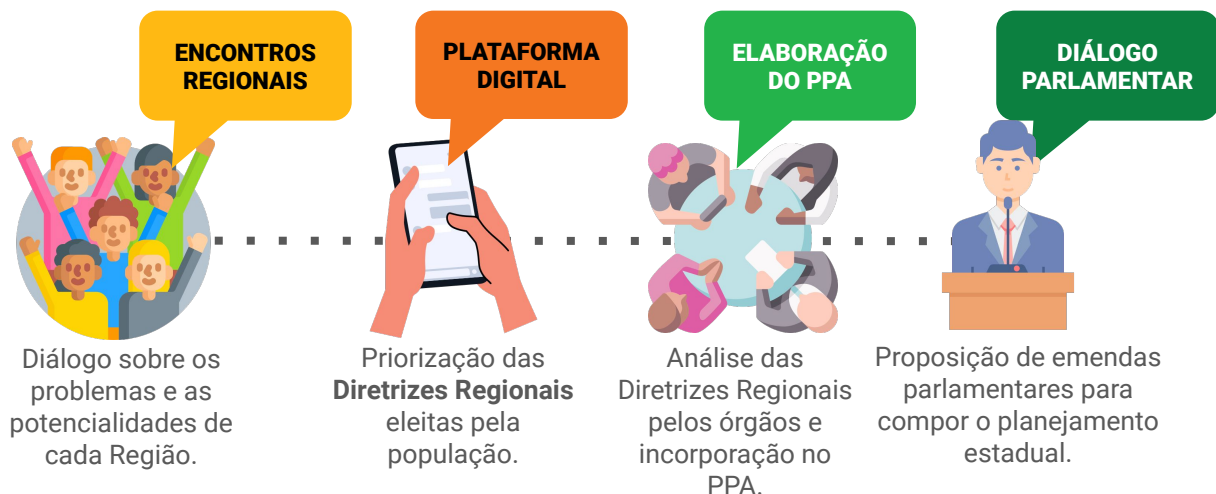 ENCONTROS
REGIONAIS
PLATAFORMA
DIGITAL
ELABORAÇÃO
DO PPA
DIÁLOGO
PARLAMENTAR
Diálogo sobre os
problemas e as
potencialidades de
cada Região.
Priorização das
Diretrizes Regionais
eleitas pela
população.
Análise das
Diretrizes Regionais
pelos órgãos e
incorporação no
PPA.
Proposição de emendas
parlamentares para
compor o planejamento
estadual.